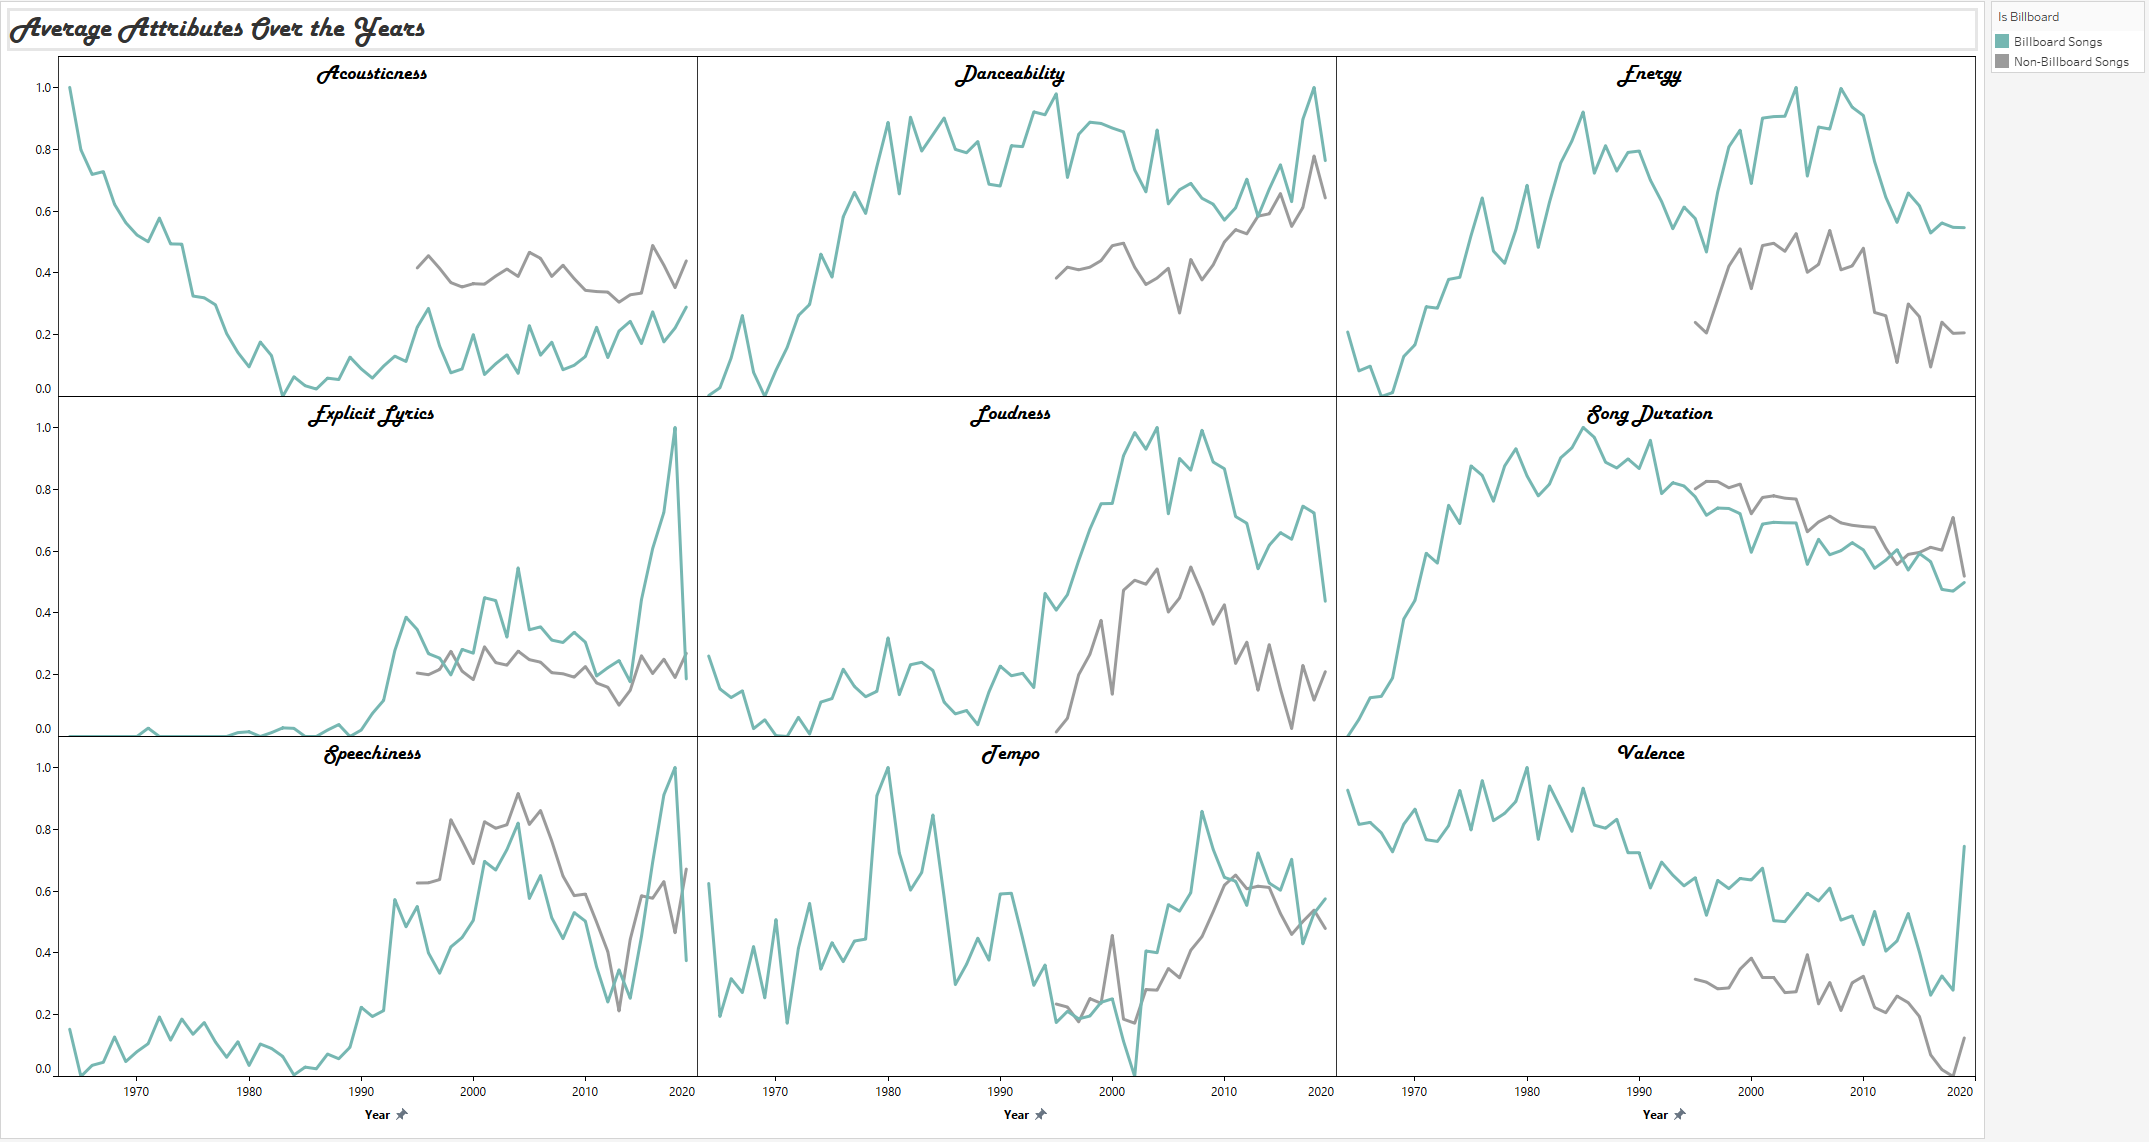 Average Attributes Over the Years
Is Billboard
Billboard Songs
Non-Billboard Songs
Acousticness
Danceability
Energy
1.0
0.8
0.6
0.4
0.2
0.0
Explicit Lyrics
Loudness
Song Duration
1.0
0.8
0.6
0.4
0.2
0.0
Speechiness
Tempo
Valence
1.0
0.8
0.6
0.4
0.2
0.0
1970 1980 1990 2000 2010 2020 1970 1980 1990 2000 2010 2020 1970 1980 1990 2000 2010 2020
Year Year Year